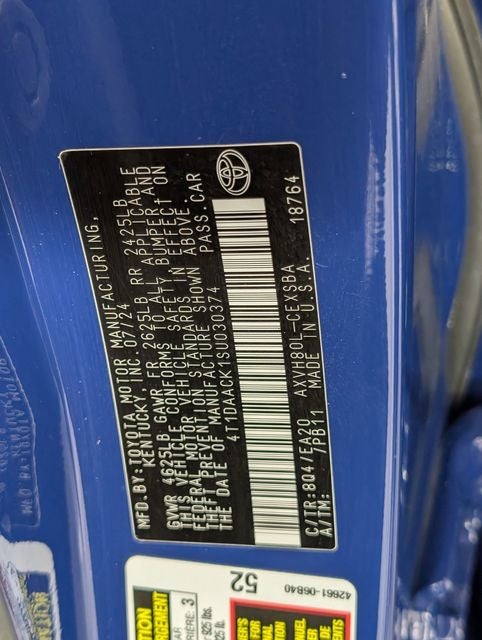 MFD.BY:TOYOTA MOTOR MANUFACTURING,
KENTUCKY, INC. 07/24
GVWR 4625LB GAWR FR 2625LB RR 2425LB
THIS VEHICLE CONFORMS TO ALL APPLICABLE
FEDERAL MOTOR VEHICLE SAFETY, BUMPER, AND
THEFT PREVENTION STANDARDS IN EFFECT ON
THE DATE OF MANUFACTURE SHOWN ABOVE.
4T1DAACK1SU030374 PASS.CAR
C/TR:8Q4/EA20 AXVH80L-CEXSBA
A/TM: /PB11 MADE IN U.S.A. 18764
52
42661-06B40
3